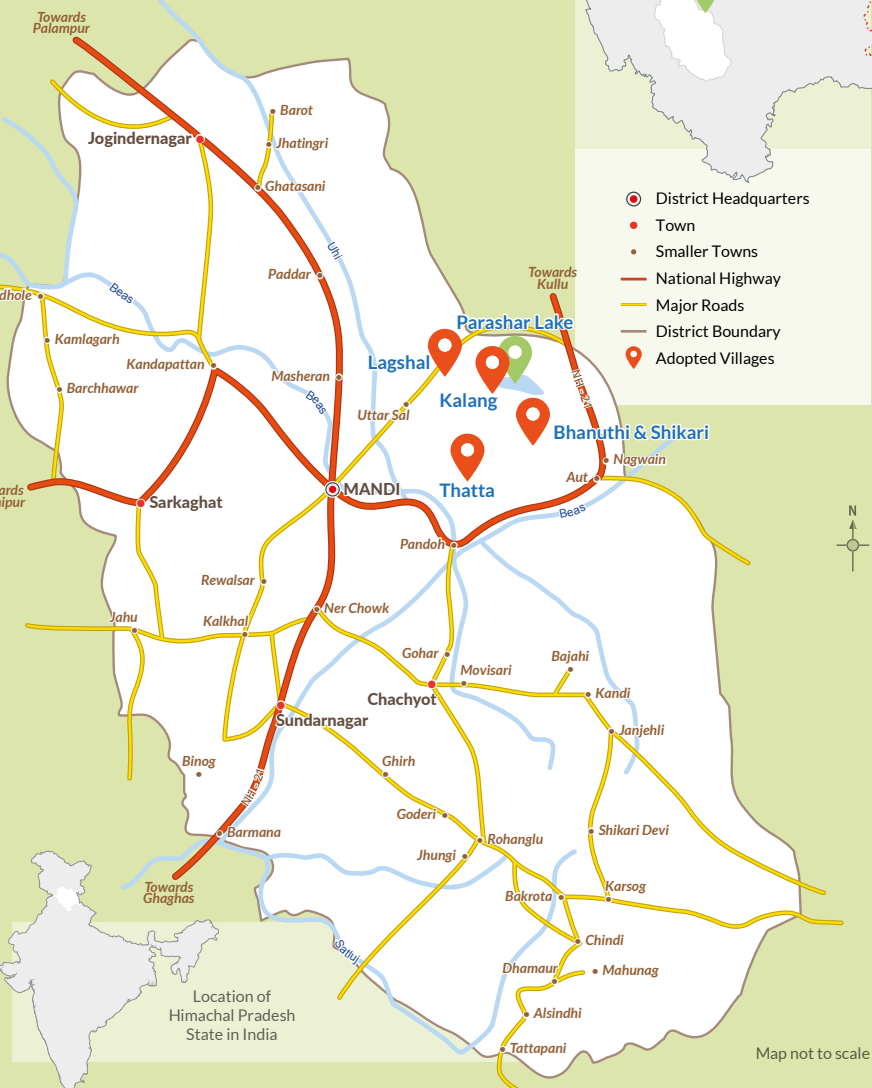 Towards
Palampur
Barot
Jogindernagar
Jhatingri
Ghatasani
District Headquarters
Town
Smaller Towns
National Highway
Major Roads
District Boundary
Adopted Villages
Uhl
Paddar
Towards
Kullu
Beas
dhole
Parashar Lake
Kamlagarh
Lagshal
Kandapattan
Masheran
NH-21
Barchhawar
Beas
Kalang
Uttar Sal
Bhanuthi & Shikari
Nagwain
Aut
ards
ipur
Sarkaghat
MANDI
Thatta
Beas
N
Pandoh
Rewalsar
Ner Chowk
Jahu
Kalkhal
Gohar
Movisari
Bajahi
Chachyot
Kandi
Sundarnagar
Janjehli
Binog
Ghirh
NH-21
Goderi
Barmana
Shikari Devi
Rohanglu
Jhungi
Towards
Ghaghas
Bakrota
Karsog
Satluj
Chindi
Dhamaur
Mahunag
Location of
Himachal Pradesh
State in India
Alsindhi
Tattapani
Map not to scale